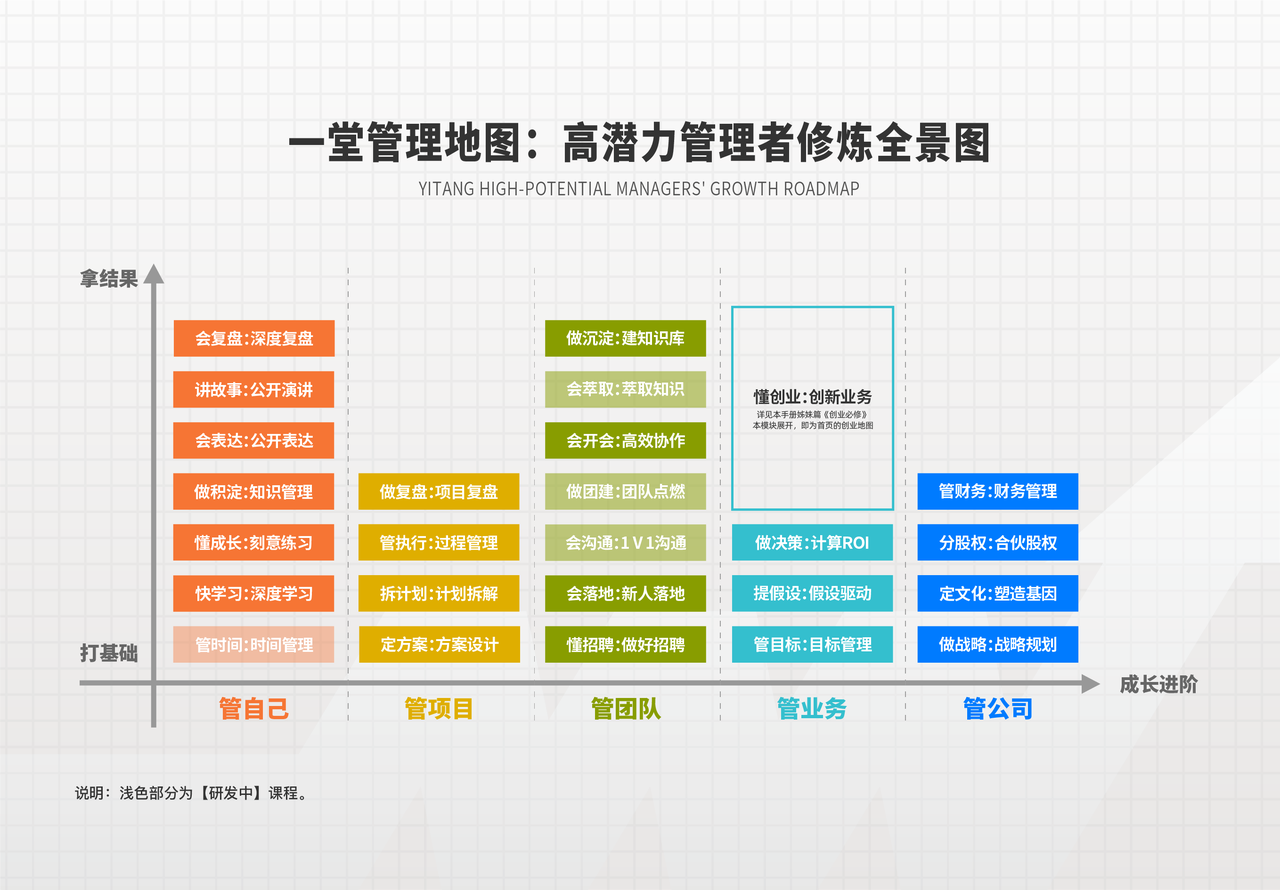 一堂管理地图：高潜力管理者修炼全景图
YITANG HIGH-POTENTIAL MANAGERS' GROWTH ROADMAP
拿结果
会复盘:深度复盘
讲故事:公开演讲
会表达:公开表达
做积淀:知识管理
懂成长:刻意练习
快学习:深度学习
管时间:时间管理
打基础
管自己
做复盘:项目复盘
管执行:过程管理
拆计划:计划拆解
定方案:方案设计
管项目
做沉淀:建知识库
会萃取:萃取知识
会开会:高效协作
做团建:团队点燃
会沟通:1 V 1沟通
会落地:新人落地
懂招聘:做好招聘
管团队
懂创业:创新业务
详见本手册姊妹篇《创业必修》
本模块展开，即为首页的创业地图
做决策:计算ROI
提假设:假设驱动
管目标:目标管理
管业务
管财务:财务管理
分股权:合伙股权
定文化:塑造基因
做战略:战略规划
管公司
成长进阶
说明：浅色部分为【研发中】课程。